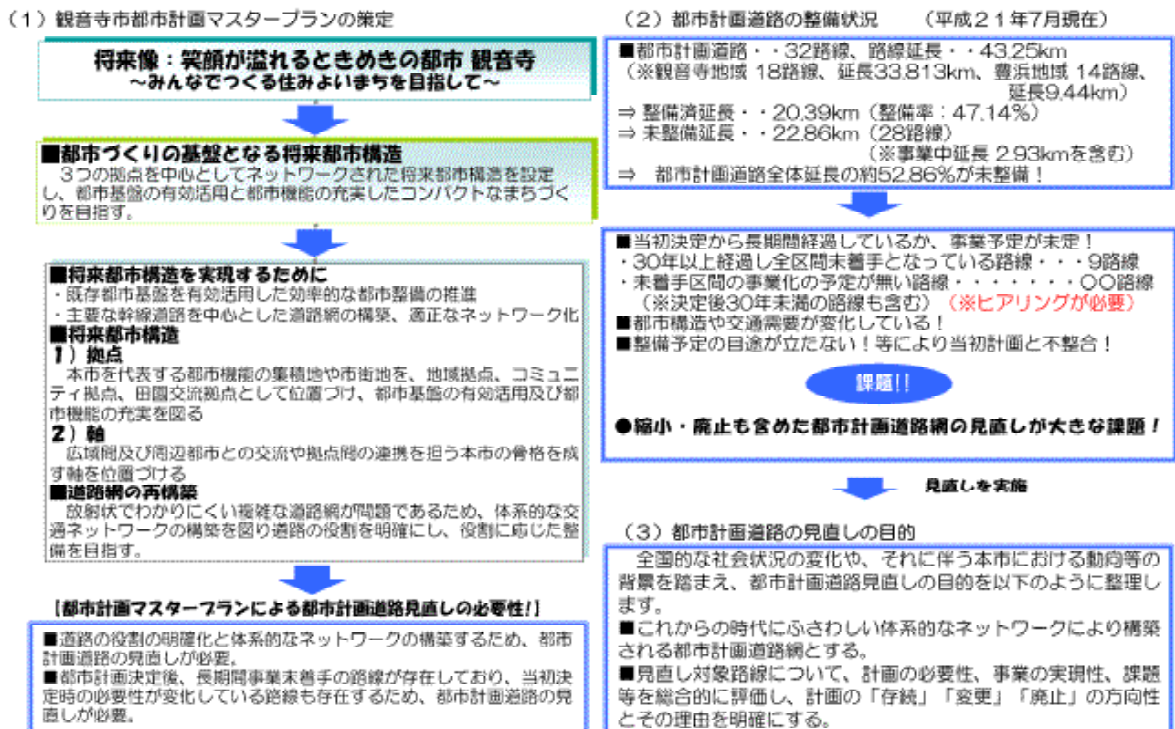 (1) 観音寺市都市計画マスタープランの策定
将来像：笑顔が溢れるときめきの都市 観音寺
～みんなでつくる住みよいまちを目指して～
■都市づくりの基盤となる将来都市構造
３つの拠点を中心としてネットワークされた将来都市構造を設定
し、都市基盤の有効活用と都市機能の充実したコンパクトなまちづく
りを目指す。
■将来都市構造を実現するために
・既存都市基盤を有効活用した効率的な都市整備の推進
・主要な幹線道路を中心とした道路網の構築、適正なネットワーク化
■将来都市構造
１）拠点
本市を代表する都市機能の集積地や市街地を、地域拠点、コミュニ
ティ拠点、田園交流拠点として位置づけ、都市基盤の有効活用及び都
市機能の充実を図る
２）軸
広域間及び周辺都市との交流や拠点間の連携を担う本市の骨格を成
す軸を位置づける
■道路網の再構築
放射状でわかりにくい複雑な道路網が問題であるため、体系的な交
通ネットワークの構築を図り道路の役割を明確にし、役割に応じた整
備を目指す。
【都市計画マスタープランによる都市計画道路見直しの必要性!】
■道路の役割の明確化と体系的なネットワークの構築するため、都市
計画道路の見直しが必要。
■都市計画決定後、長期間事業未着手の路線が存在しており、当初決
定時の必要性が変化している路線も存在するため、都市計画道路の見
直しが必要。
(2) 都市計画道路の整備状況 （平成２１年7月現在）
■都市計画道路・・32路線、路線延長・・43.25km
（※観音寺地域 18路線、延長33.813km、豊浜地域 14路線、
延長9.44km）
⇒ 整備済延長・・20.39km（整備率：47.14%）
⇒ 未整備延長・・22.86km（28路線）
（※事業中延長 2.93kmを含む）
⇒ 都市計画道路全体延長の約52.86%が未整備！
■当初決定から長期間経過しているか、事業予定が未定！
・30年以上経過し全区間未着手となっている路線・・・9路線
・未着手区間の事業化の予定が無い路線・・・・・・・〇〇路線
（※決定後30年未満の路線も含む）（※ヒアリングが必要）
■都市構造や交通需要が変化している！
■整備予定の目途が立たない！等により当初計画と不整合！
課題!!
●縮小・廃止も含めた都市計画道路網の見直しが大きな課題！
見直しを実施
(3) 都市計画道路の見直しの目的
全国的な社会状況の変化や、それに伴う本市における動向等の
背景を踏まえ、都市計画道路見直しの目的を以下のように整理し
ます。
■これからの時代にふさわしい体系的なネットワークにより構築
される都市計画道路網とする。
■見直し対象路線について、計画の必要性、事業の実現性、課題
等を総合的に評価し、計画の「存続」「変更」「廃止」の方向性
とその理由を明確にする。